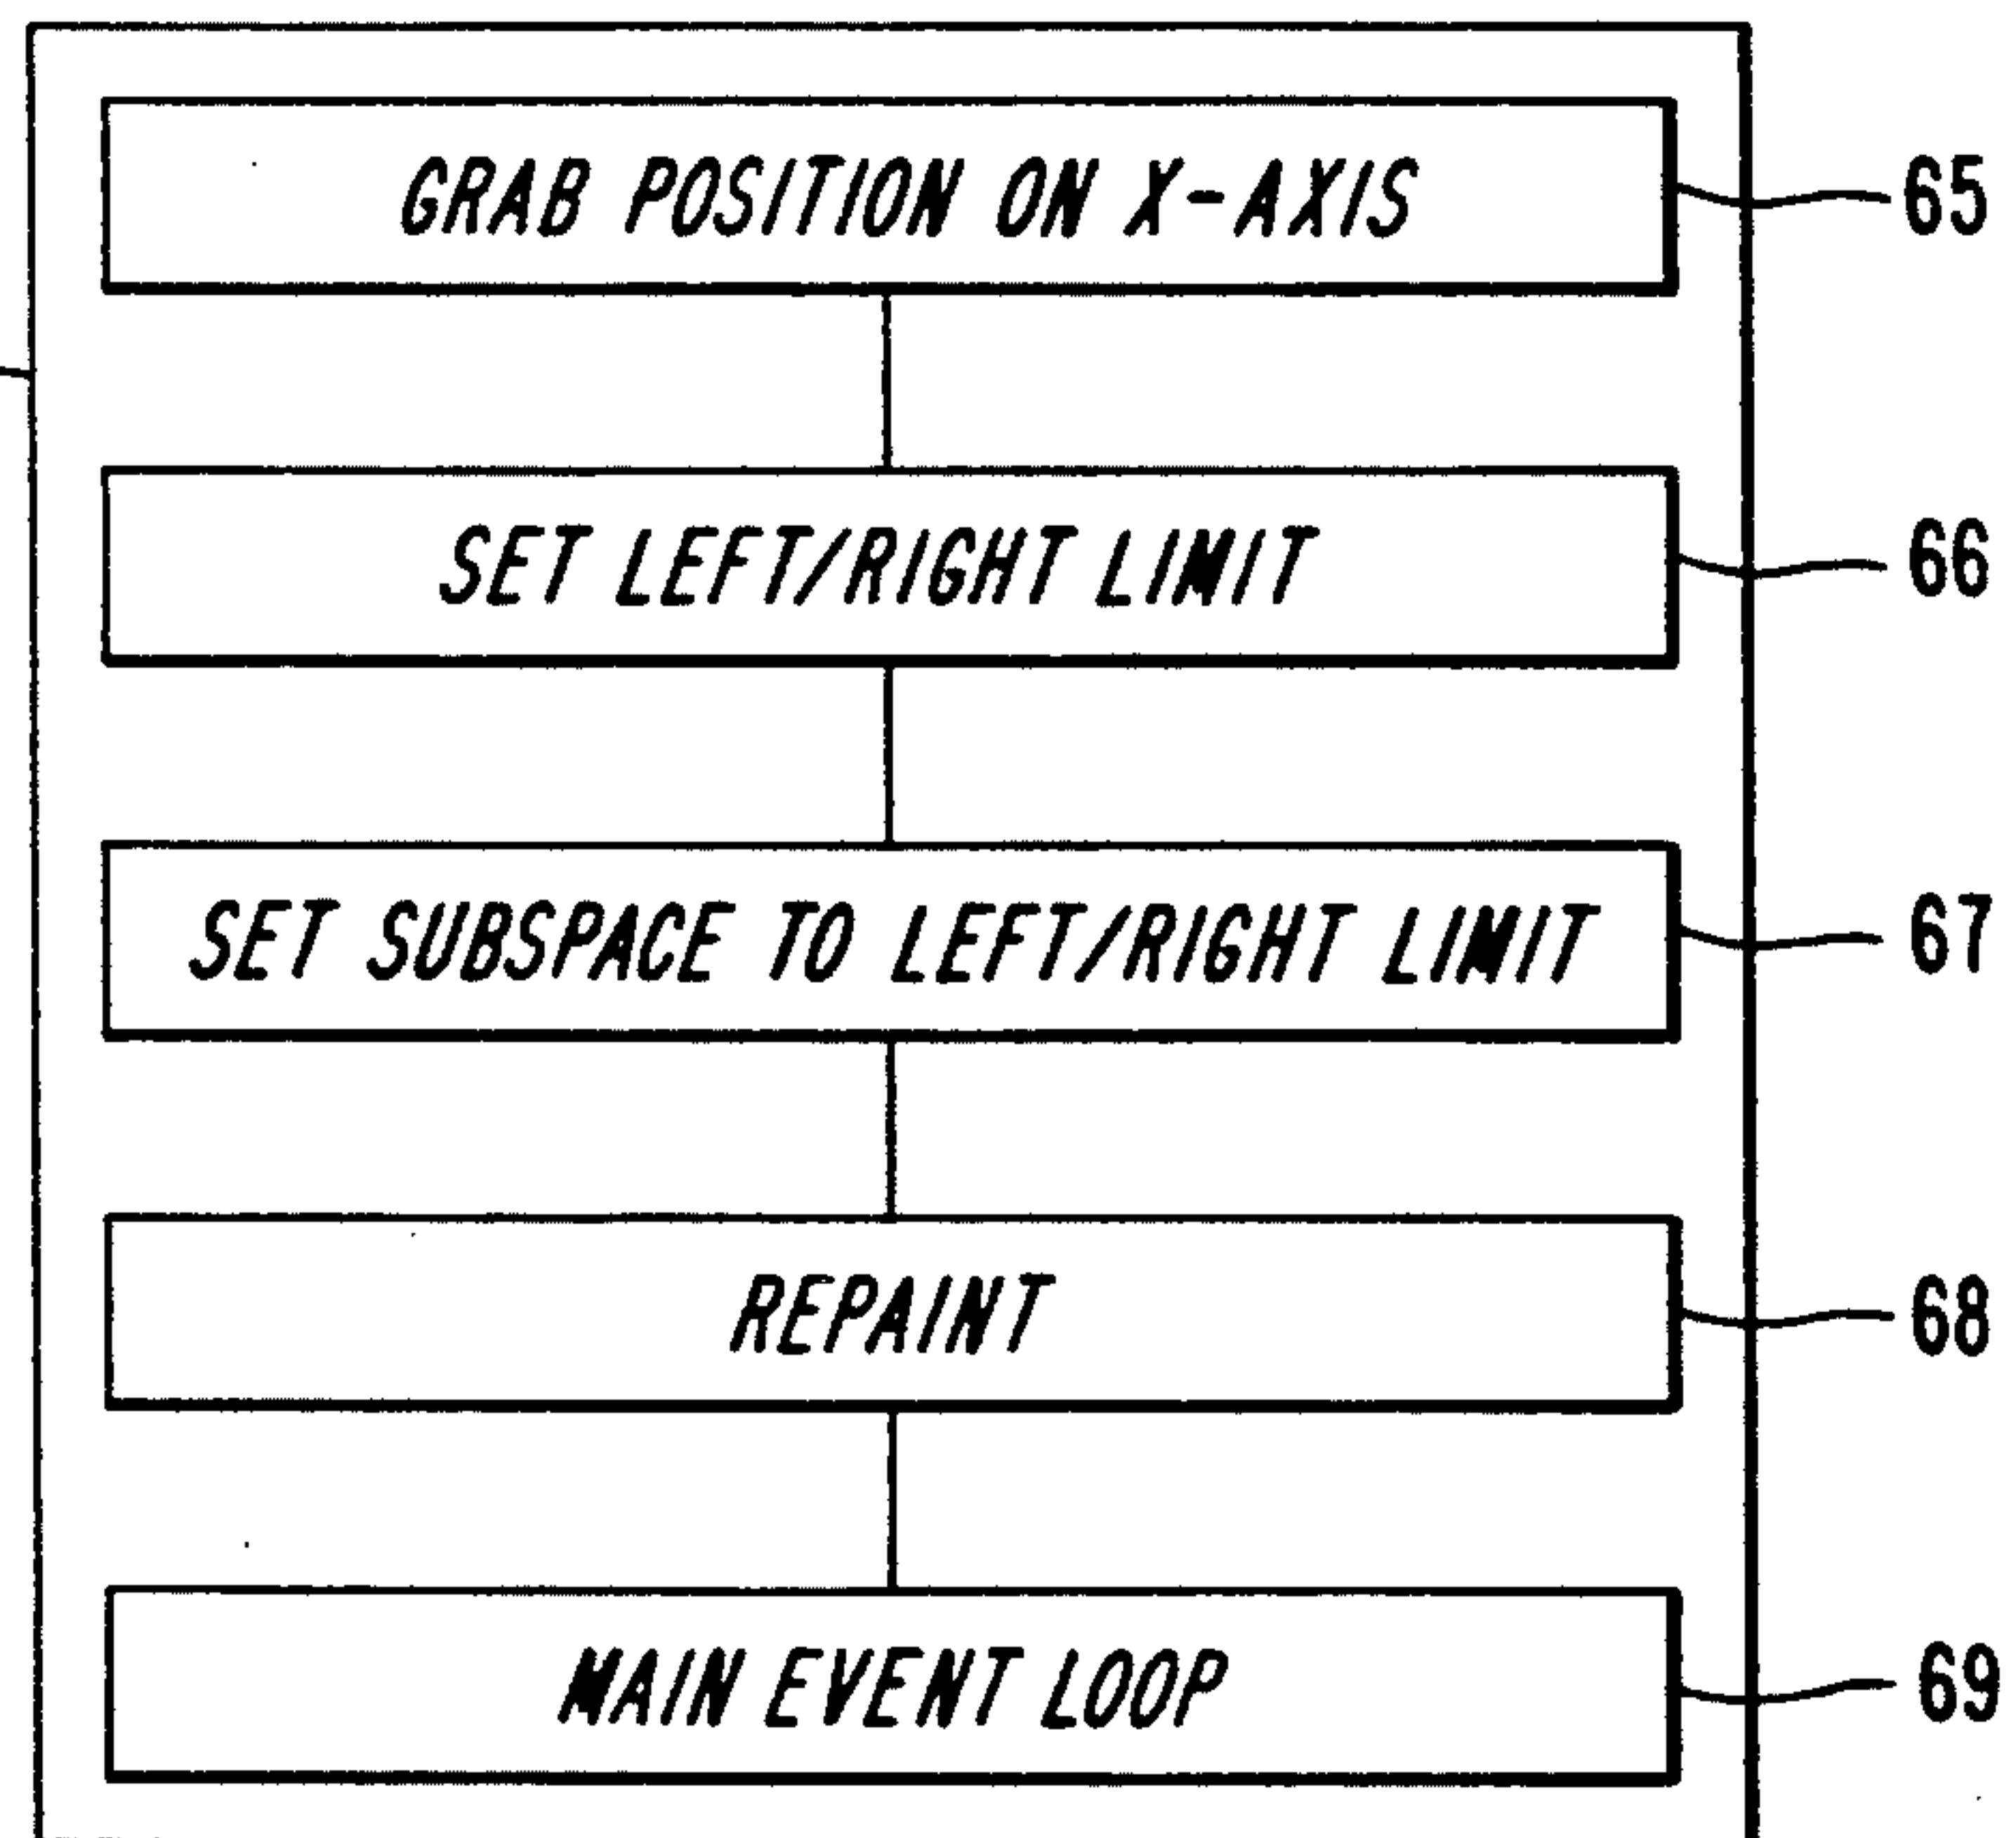 GRAB POSITION ON X-AXIS 65
SET LEFT/RIGHT LIMIT 66
SET SUBSPACE TO LEFT/RIGHT LIMIT 67
REPAINT 68
MAIN EVENT LOOP 69